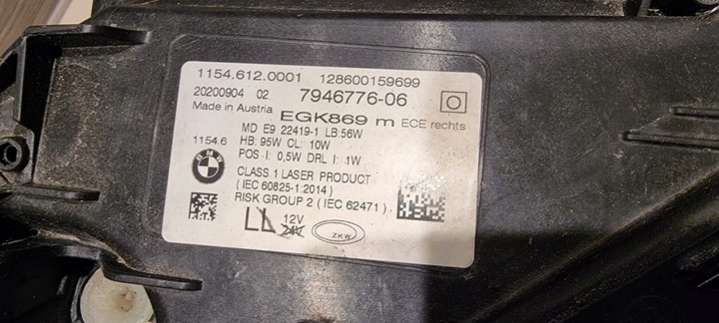 1154.612.0001 128600159699
20200904 02 7946776-06
Made in Austria EGK869 m ECE rechts
MD E9 22419-1 LB:56W
1154.6 HB: 95W CL: 10W
POS I: 0,5W DRL I: 1W
BMW
CLASS 1 LASER PRODUCT
(IEC 60825-1:2014)
RISK GROUP 2 (IEC 62471)
12V
24V
ZKW